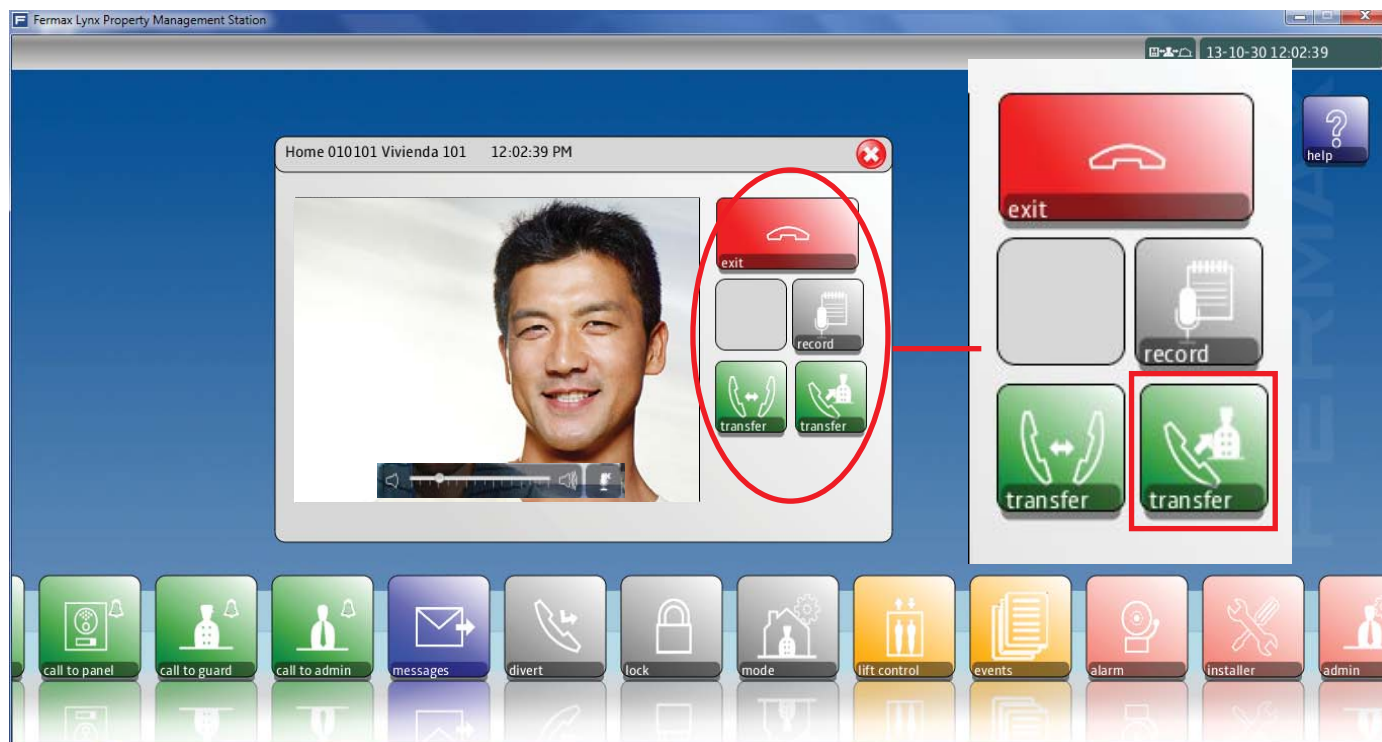 Fermax Lynx Property Management Station
13-10-30 12:02:39
help
Home 010101 Vivienda 101 12:02:39 PM
exit
record
transfer transfer
exit
record
transfer transfer
FERMAX
call to panel call to guard call to admin messages divert lock mode lift control events alarm installer admin